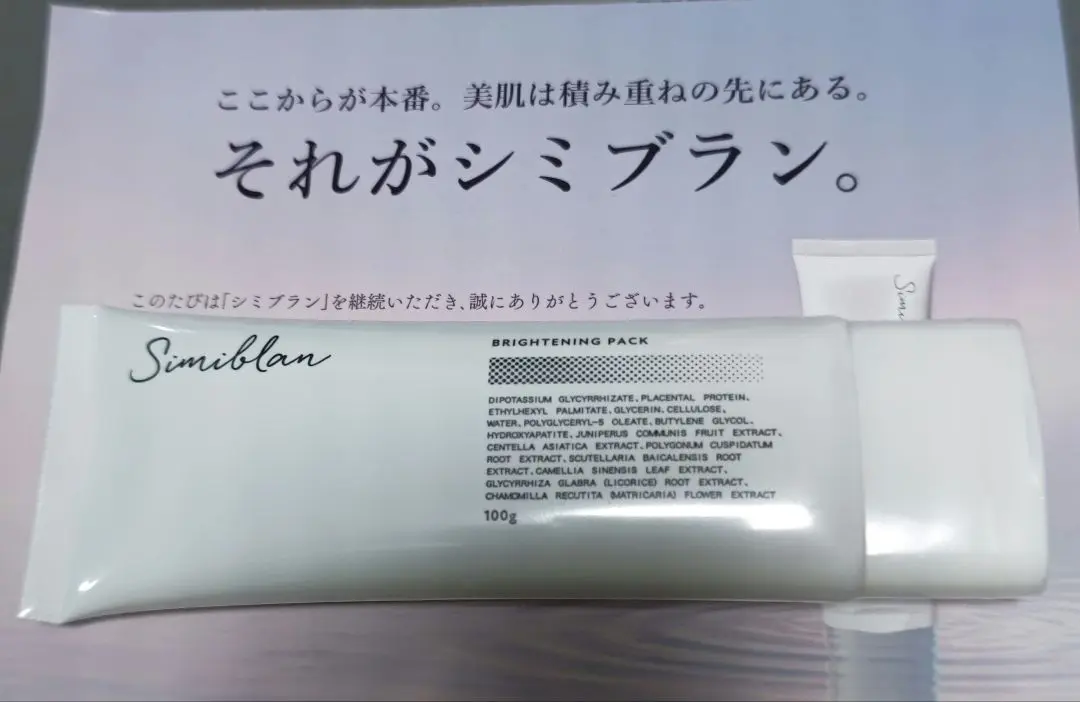 ここからが本番。美肌は積み重ねの先にある。
それがシミブラン。
このたびは「シミブラン」を継続いただき、誠にありがとうございます。
Simi
Simiblan
BRIGHTENING PACK
DIPOTASSIUM GLYCYRRHIZATE, PLACENTAL PROTEIN,
ETHYLHEXYL PALMITATE, GLYCERIN, CELLULOSE,
WATER, POLYGLYCERYL-5 OLEATE, BUTYLENE GLYCOL,
HYDROXYAPATITE, JUNIPERUS COMMUNIS FRUIT EXTRACT,
CENTELLA ASIATICA EXTRACT, POLYGONUM CUSPIDATUM
ROOT EXTRACT, SCUTELLARIA BAICALENSIS ROOT
EXTRACT, CAMELLIA SINENSIS LEAF EXTRACT,
GLYCYRRHIZA GLABRA (LICORICE) ROOT EXTRACT,
CHAMOMILLA RECUTITA (MATRICARIA) FLOWER EXTRACT
100g